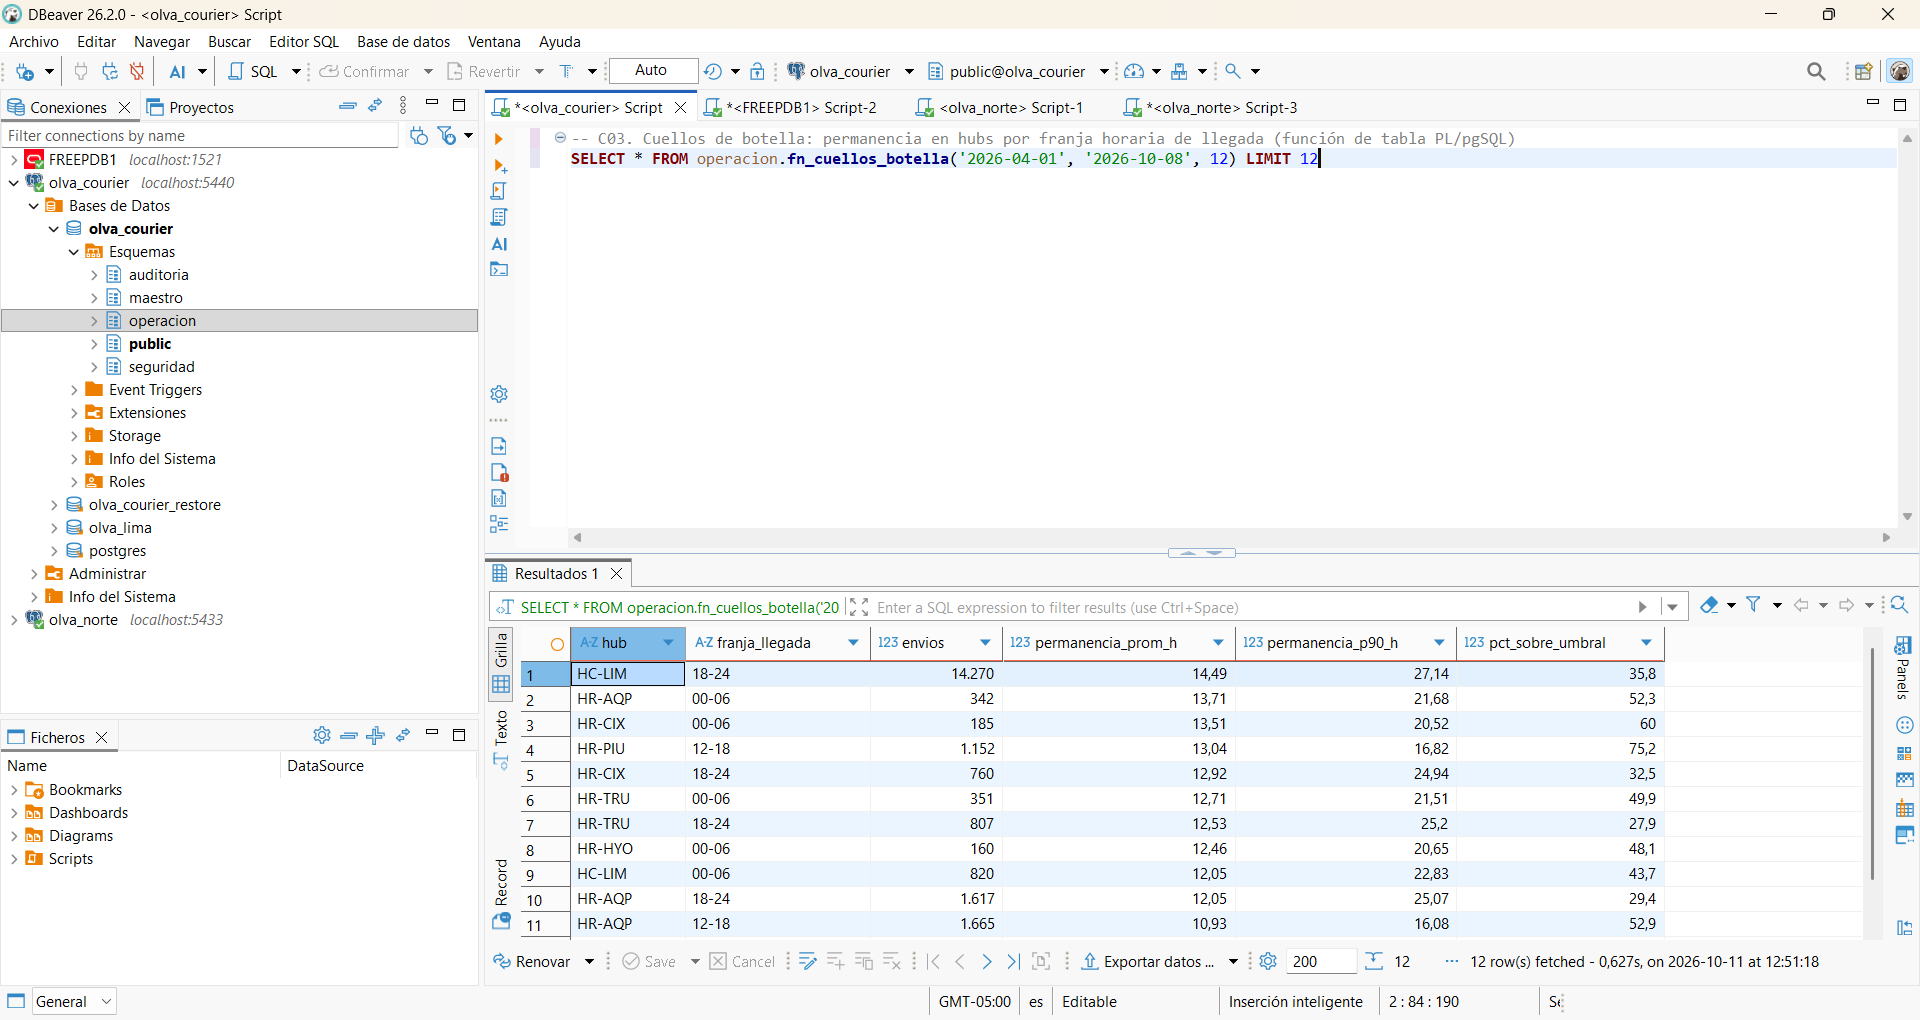 DBeaver 26.2.0 - <olva_courier> Script
Archivo Editar Navegar Buscar Editor SQL Base de datos Ventana Ayuda
AI SQL Confirmar Revertir T Auto olva_courier public@olva_courier
Conexiones Proyectos
*<olva_courier> Script *<FREEPDB1> Script-2 <olva_norte> Script-1 *<olva_norte> Script-3
Filter connections by name
FREEPDB1 localhost:1521
olva_courier localhost:5440
Bases de Datos
olva_courier
Esquemas
auditoria
maestro
operacion
public
seguridad
Event Triggers
Extensiones
Storage
Info del Sistema
Roles
olva_courier_restore
olva_lima
postgres
Administrar
Info del Sistema
olva_norte localhost:5433
-- C03. Cuellos de botella: permanencia en hubs por franja horaria de llegada (función de tabla PL/pgSQL)
SELECT * FROM operacion.fn_cuellos_botella('2026-04-01', '2026-10-08', 12) LIMIT 12
AI
Ficheros
Name DataSource
Bookmarks
Dashboards
Diagrams
Scripts
Resultados 1
SELECT * FROM operacion.fn_cuellos_botella('20 Enter a SQL expression to filter results (use Ctrl+Space)
Grilla
Texto
Record
Panels
A-Z hub A-Z franja_llegada 123 envios 123 permanencia_prom_h 123 permanencia_p90_h 123 pct_sobre_umbral
1 HC-LIM 18-24 14.270 14,49 27,14 35,8
2 HR-AQP 00-06 342 13,71 21,68 52,3
3 HR-CIX 00-06 185 13,51 20,52 60
4 HR-PIU 12-18 1.152 13,04 16,82 75,2
5 HR-CIX 18-24 760 12,92 24,94 32,5
6 HR-TRU 00-06 351 12,71 21,51 49,9
7 HR-TRU 18-24 807 12,53 25,2 27,9
8 HR-HYO 00-06 160 12,46 20,65 48,1
9 HC-LIM 00-06 820 12,05 22,83 43,7
10 HR-AQP 18-24 1.617 12,05 25,07 29,4
11 HR-AQP 12-18 1.665 10,93 16,08 52,9
Renovar Save Cancel Exportar datos ... 200 12 ··· 12 row(s) fetched - 0,627s, on 2026-10-11 at 12:51:18
General GMT-05:00 es Editable Inserción inteligente 2 : 84 : 190